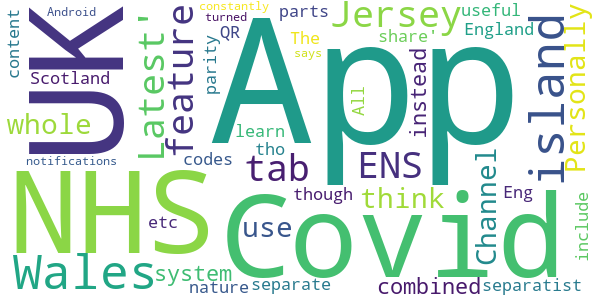 content
Android
UK
Scotland
whole
notifications
Latest'
feature
constantly
turned
QR
parity
parts
The
says
Jersey
share'
useful
England
App
All
instead
island
Personally
learn
tho
codes
tab
ENS
though
think
Eng
Channel
include
NHS
etc
Covid
use
Wales
system
nature
separate
combined
separatist